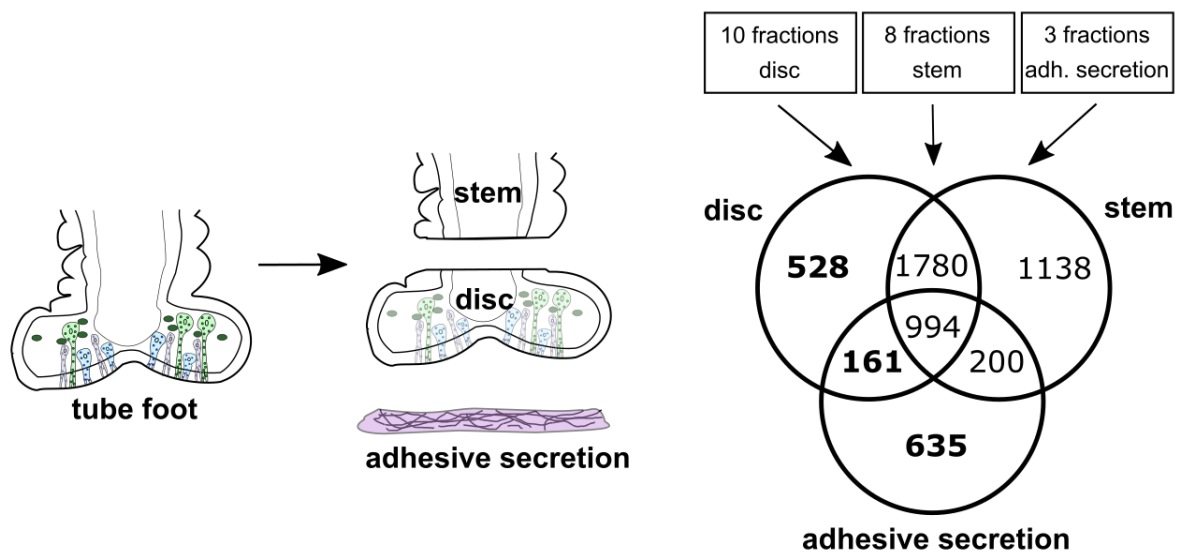 10 fractions
disc
8 fractions
stem
3 fractions
adh. secretion
stem
disc
tube foot
adhesive secretion
disc
stem
528
1780
1138
994
161
200
635
adhesive secretion